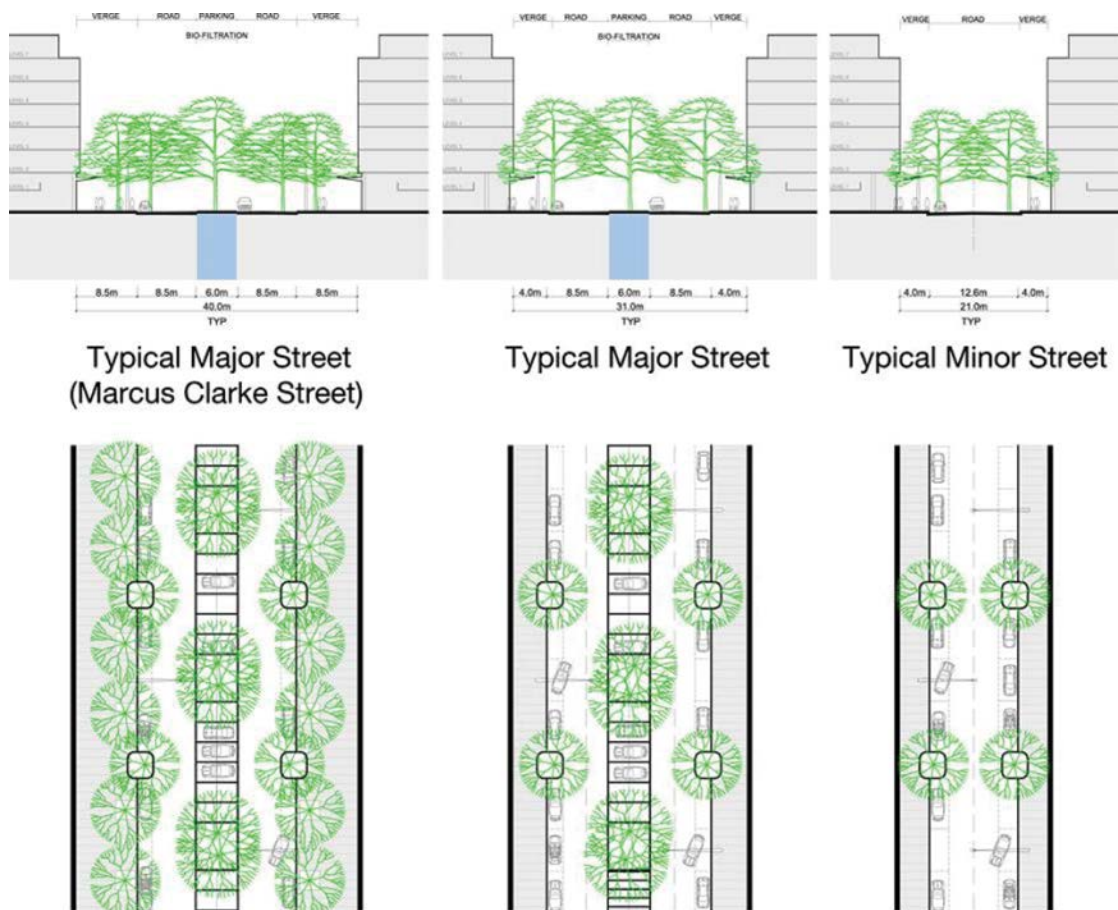 VERGE ROAD PARKING ROAD VERGE
BIO-FILTRATION
8.5m 8.5m 6.0m 8.5m 8.5m
40.0m
TYP
Typical Major Street
(Marcus Clarke Street)
VERGE ROAD PARKING ROAD VERGE
BIO-FILTRATION
4.0m 8.5m 6.0m 8.5m 4.0m
31.0m
TYP
Typical Major Street
VERGE ROAD VERGE
4.0m 12.6m 4.0m
21.0m
TYP
Typical Minor Street